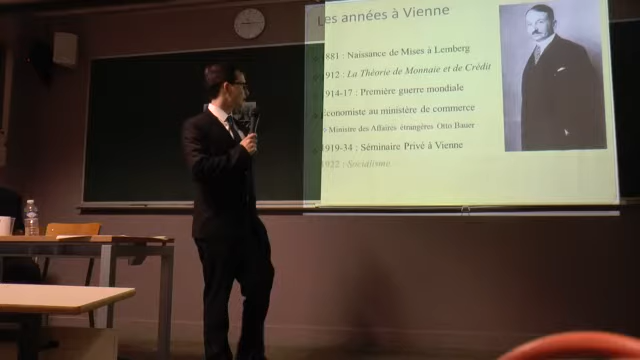 Les années à Vienne
1881 : Naissance de Mises à Lemberg
1912 : La Théorie de Monnaie et de Crédit
1914-17 : Première guerre mondiale
Économiste au ministère de commerce
Ministre des Affaires étrangères Otto Bauer
1919-34 : Séminaire Privé à Vienne
1922 : Socialisme